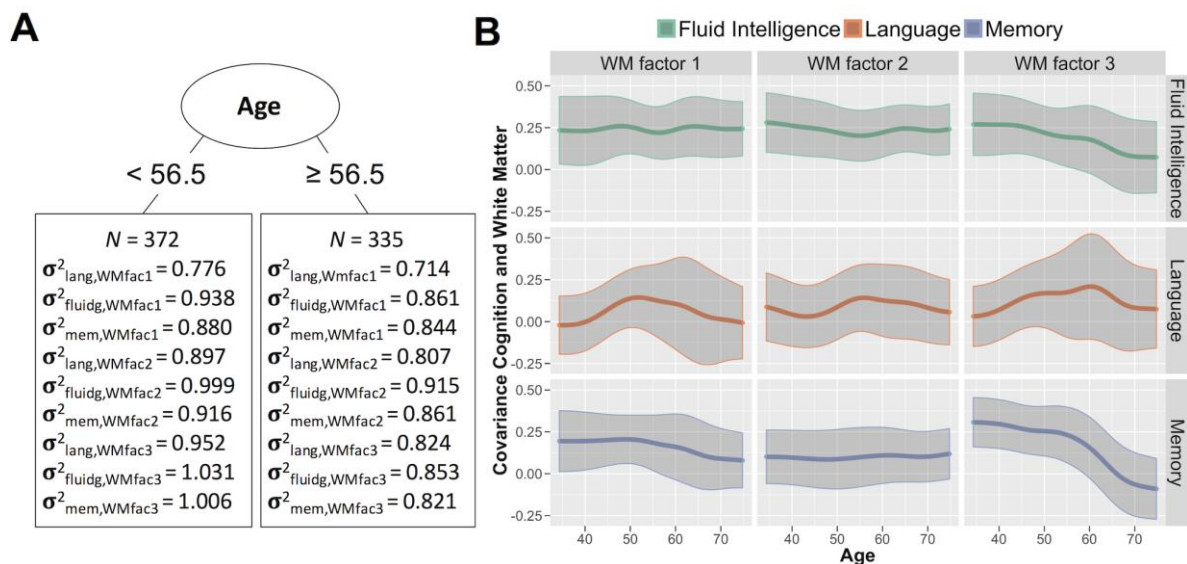 A
Age
< 56.5
≥ 56.5
N = 372
σ²lang,WMfac1 = 0.776
σ²fluidg,WMfac1 = 0.938
σ²mem,WMfac1 = 0.880
σ²lang,WMfac2 = 0.897
σ²fluidg,WMfac2 = 0.999
σ²mem,WMfac2 = 0.916
σ²lang,WMfac3 = 0.952
σ²fluidg,WMfac3 = 1.031
σ²mem,WMfac3 = 1.006
N = 335
σ²lang,Wmfac1 = 0.714
σ²fluidg,WMfac1 = 0.861
σ²mem,WMfac1 = 0.844
σ²lang,WMfac2 = 0.807
σ²fluidg,WMfac2 = 0.915
σ²mem,WMfac2 = 0.861
σ²lang,WMfac3 = 0.824
σ²fluidg,WMfac3 = 0.853
σ²mem,WMfac3 = 0.821
B
Fluid Intelligence Language Memory
WM factor 1 WM factor 2 WM factor 3
Covariance Cognition and White Matter
0.50
0.25
0.00
-0.25
Fluid Intelligence
0.50
0.25
0.00
-0.25
Language
0.50
0.25
0.00
-0.25
Memory
40 50 60 70 40 50 60 70 40 50 60 70
Age